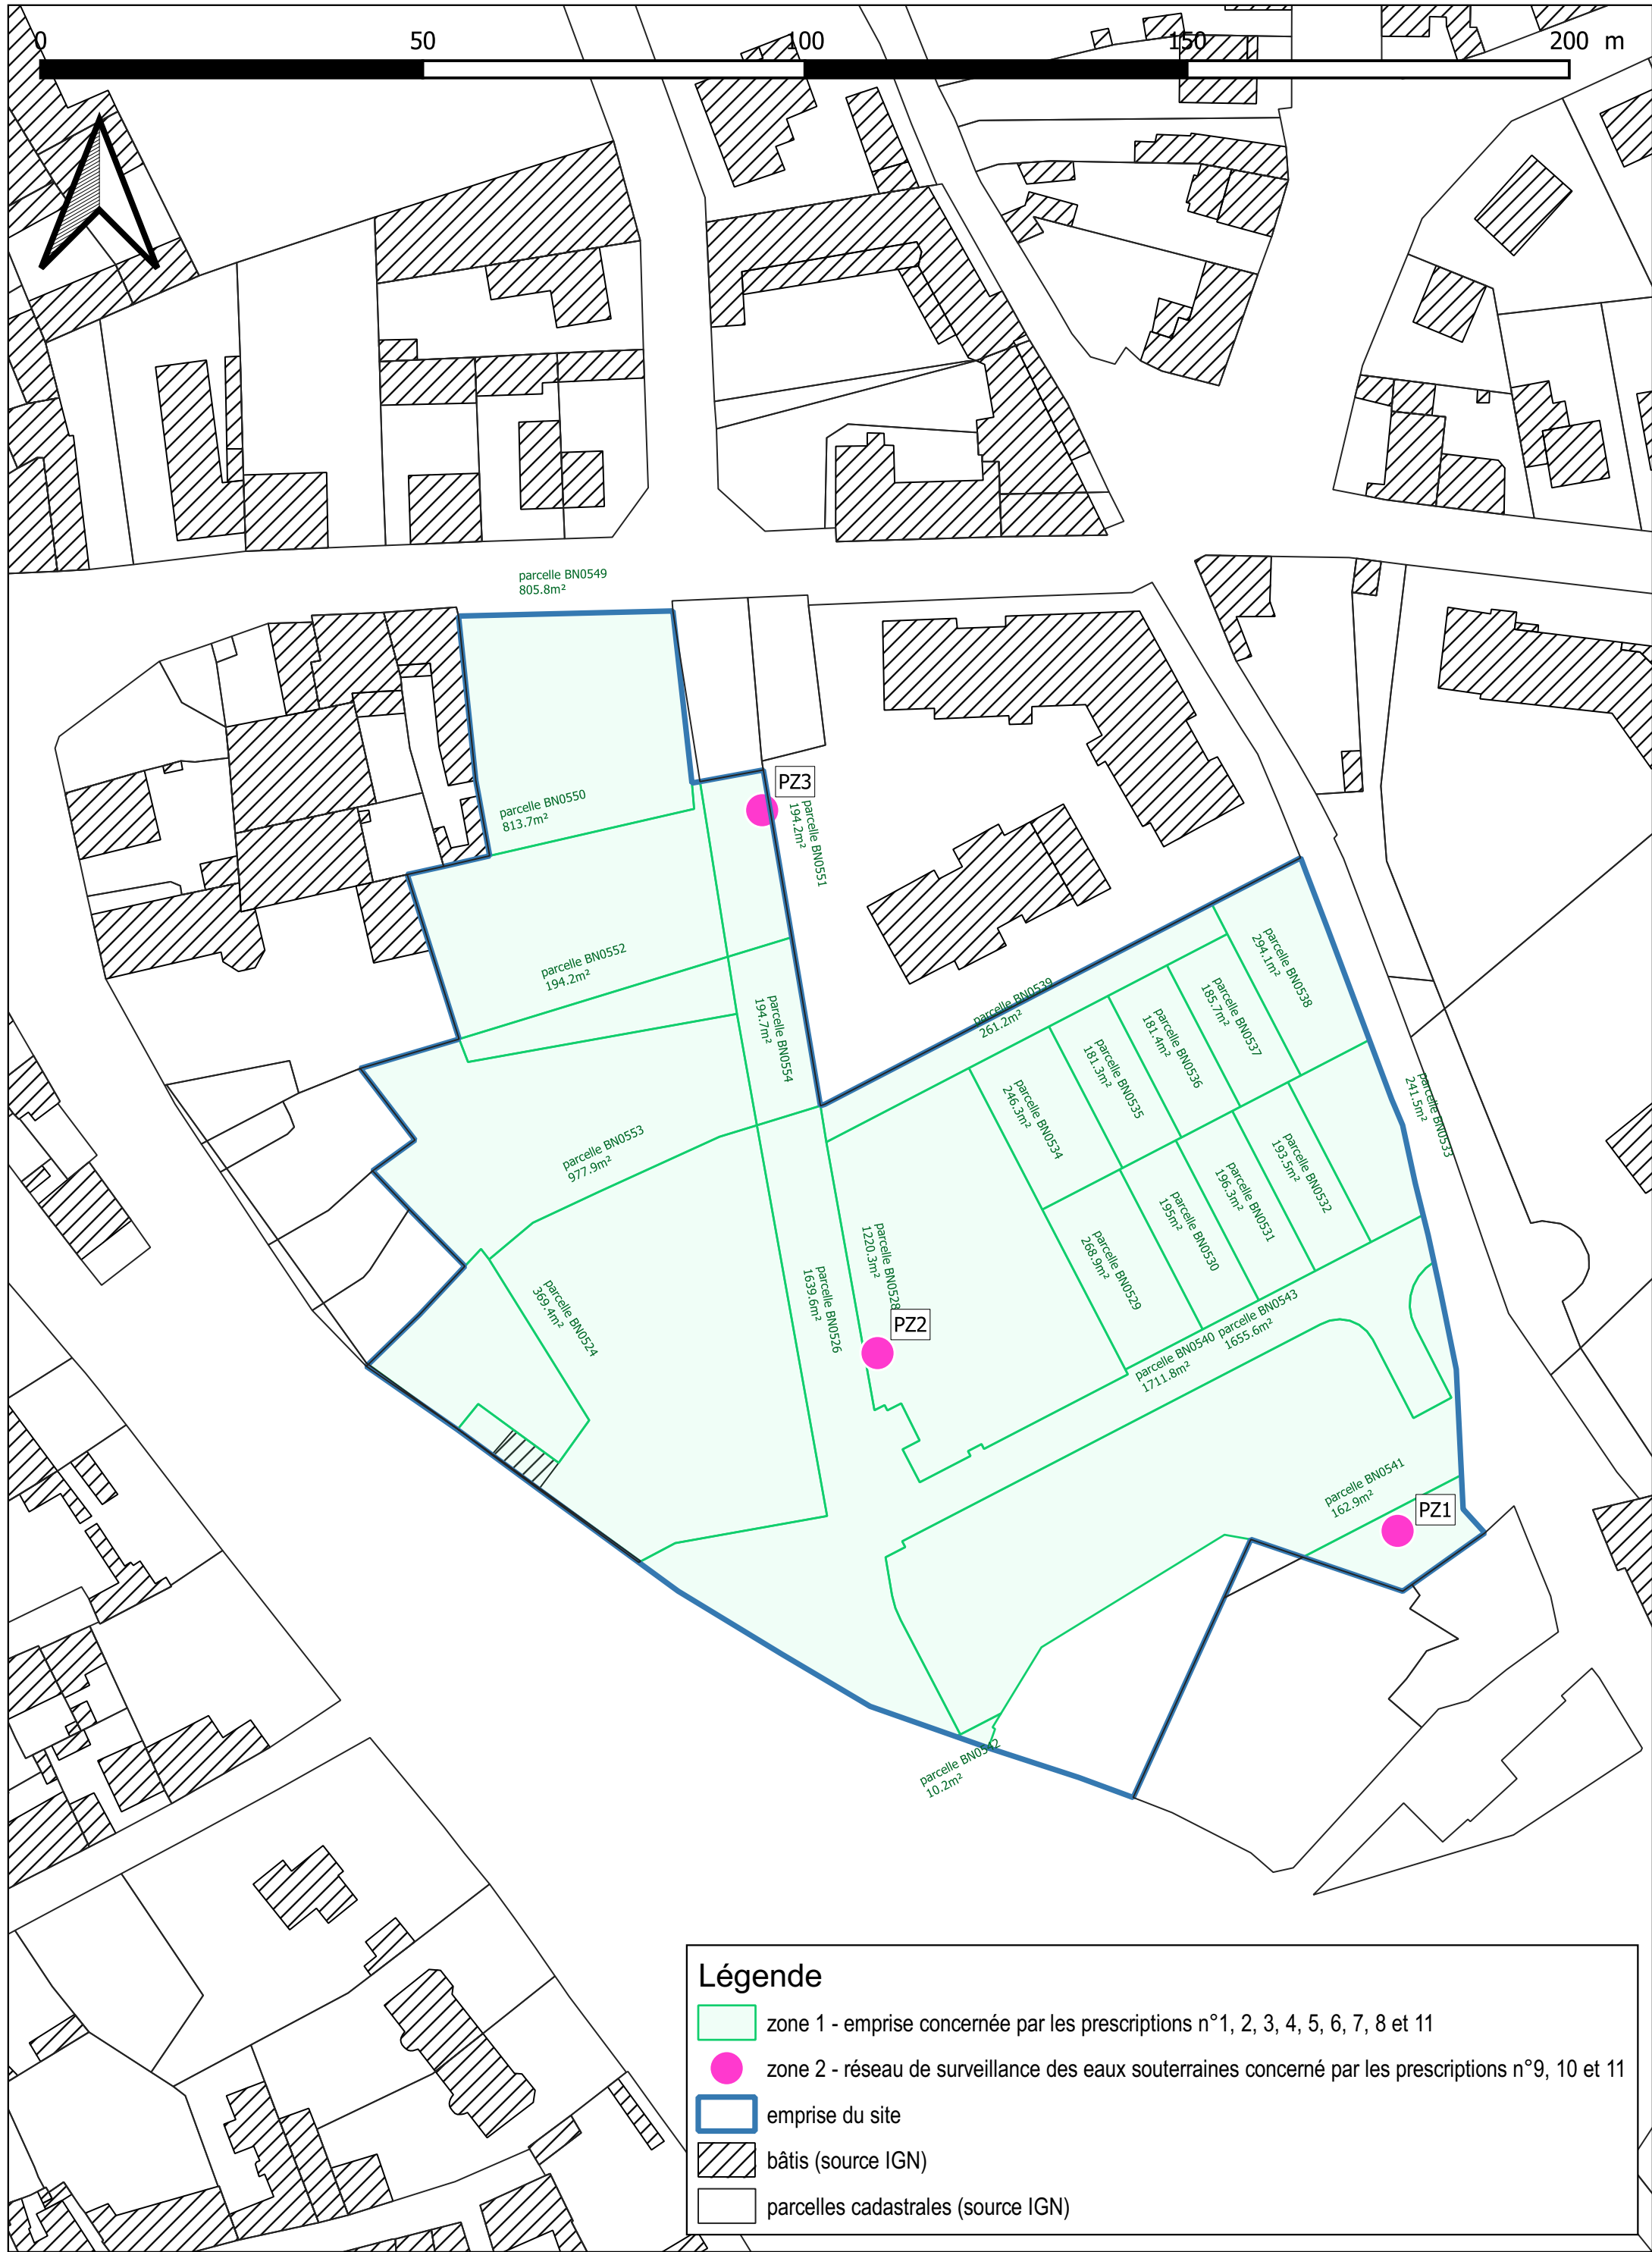 0 50 100 150 200 m
parcelle BN0549
805.8m²
PZ3
parcelle BN0550
813.7m²
parcelle BN0551
194.2m²
parcelle BN0552
194.2m²
parcelle BN0554
194.7m²
parcelle BN0539
261.2m²
parcelle BN0538
294.1m²
parcelle BN0537
185.7m²
parcelle BN0536
181.4m²
parcelle BN0535
181.3m²
parcelle BN0534
246.3m²
parcelle BN0533
241.5m²
parcelle BN0553
977.9m²
parcelle BN0532
193.5m²
parcelle BN0531
196.3m²
parcelle BN0530
195m²
parcelle BN0529
268.9m²
parcelle BN0528
1220.3m²
parcelle BN0526
1639.6m²
parcelle BN0524
369.4m²
PZ2
parcelle BN0543
1655.6m²
parcelle BN0540
1711.8m²
parcelle BN0541
162.9m²
PZ1
parcelle BN0542
10.2m²
Légende
zone 1 - emprise concernée par les prescriptions n°1, 2, 3, 4, 5, 6, 7, 8 et 11
zone 2 - réseau de surveillance des eaux souterraines concerné par les prescriptions n°9, 10 et 11
emprise du site
bâtis (source IGN)
parcelles cadastrales (source IGN)